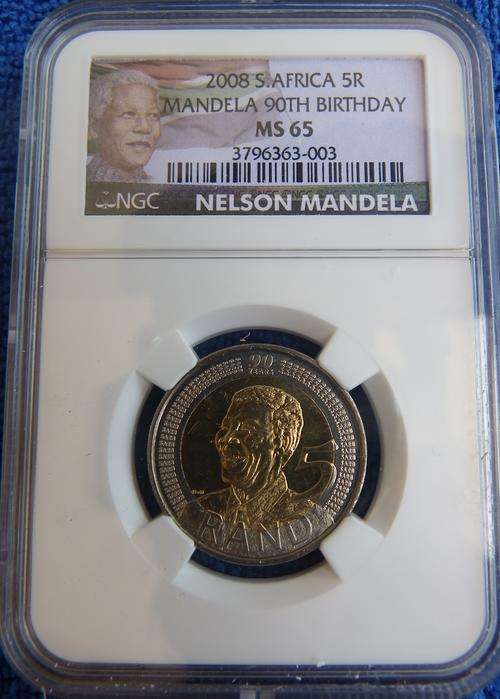 2008 S.AFRICA 5R
MANDELA 90TH BIRTHDAY
MS 65
3796363-003
NGC NELSON MANDELA
90
YEARS
5
RAND